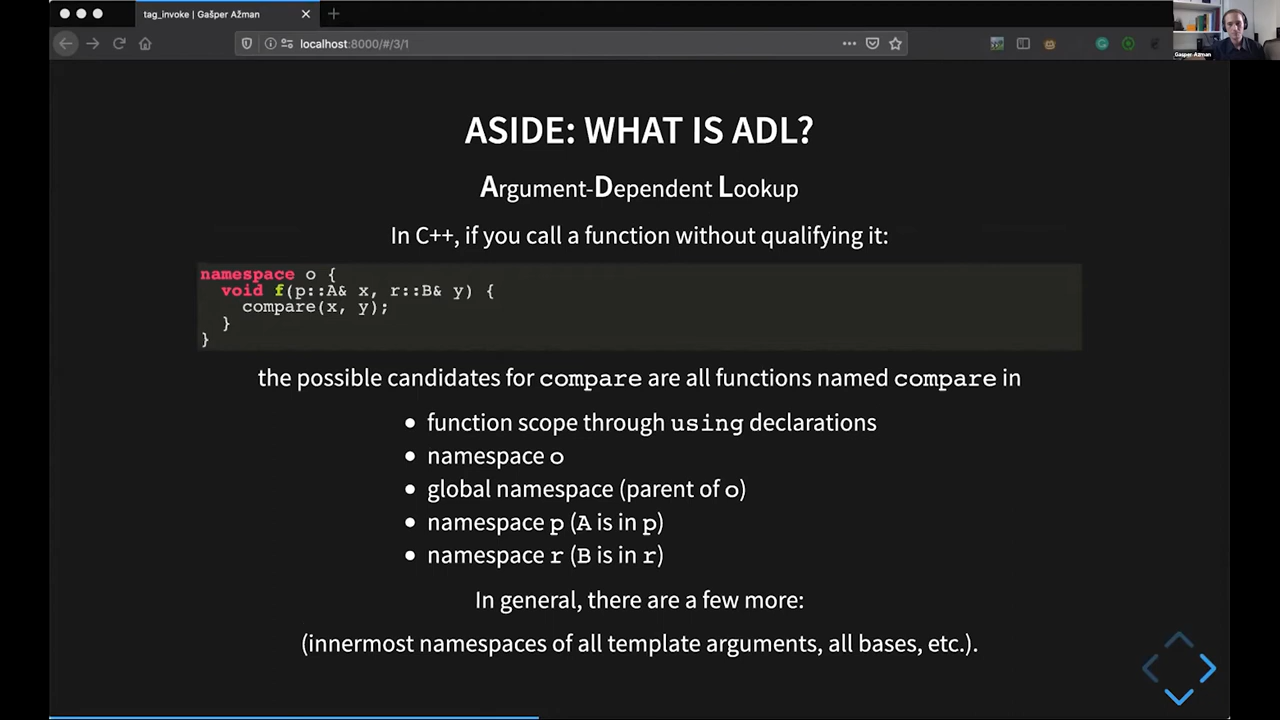 tag_invoke | Gašper Ažman
localhost:8000/#/3/1
Gašper Ažman
ASIDE: WHAT IS ADL?
Argument-Dependent Lookup
In C++, if you call a function without qualifying it:
namespace o {
  void f(p::A& x, r::B& y) {
    compare(x, y);
  }
}
the possible candidates for compare are all functions named compare in
• function scope through using declarations
• namespace o
• global namespace (parent of o)
• namespace p (A is in p)
• namespace r (B is in r)
In general, there are a few more:
(innermost namespaces of all template arguments, all bases, etc.).